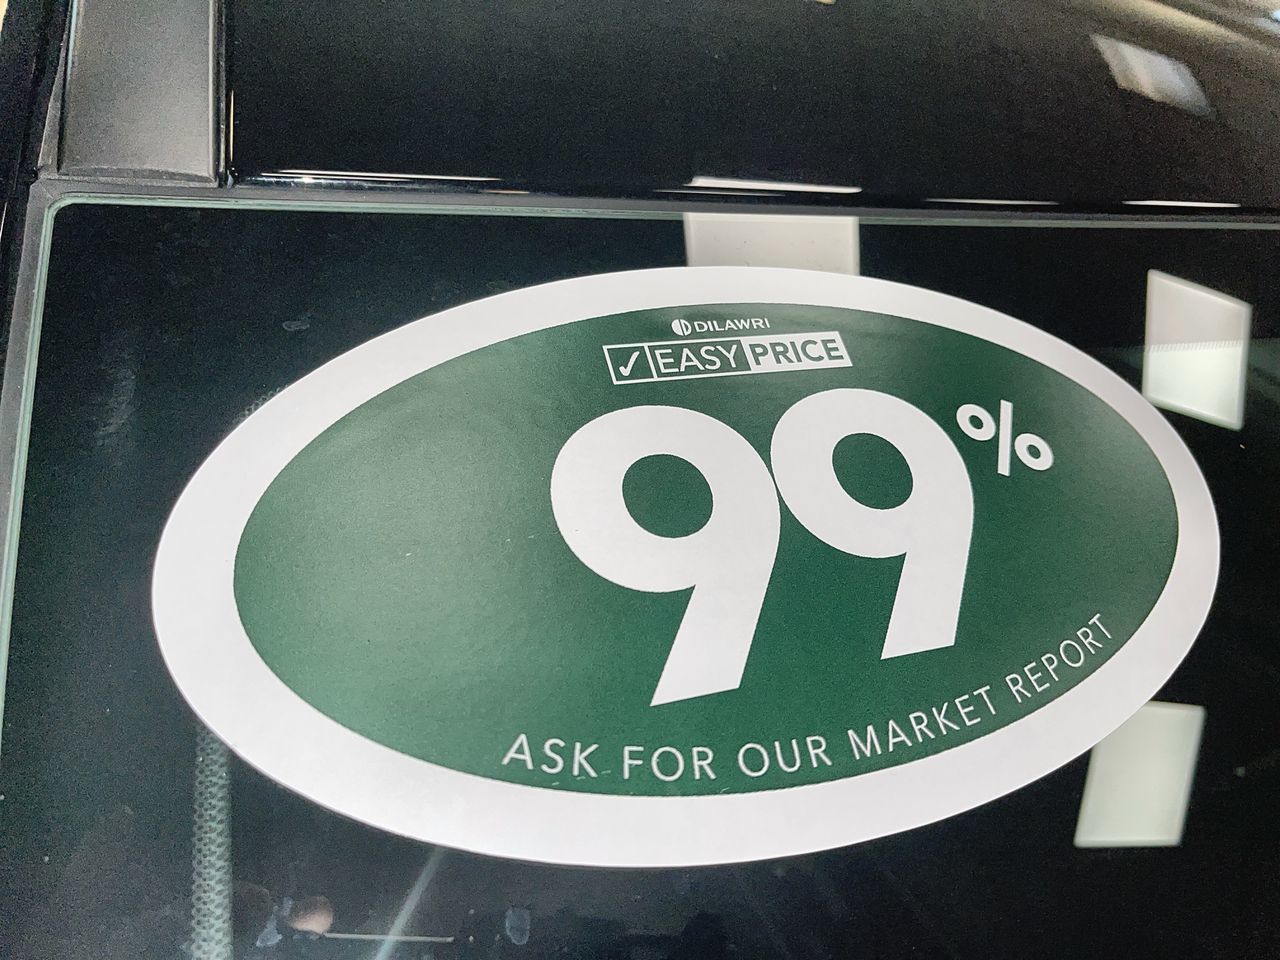 DILAWRI
✓ EASY PRICE
99%
ASK FOR OUR MARKET REPORT